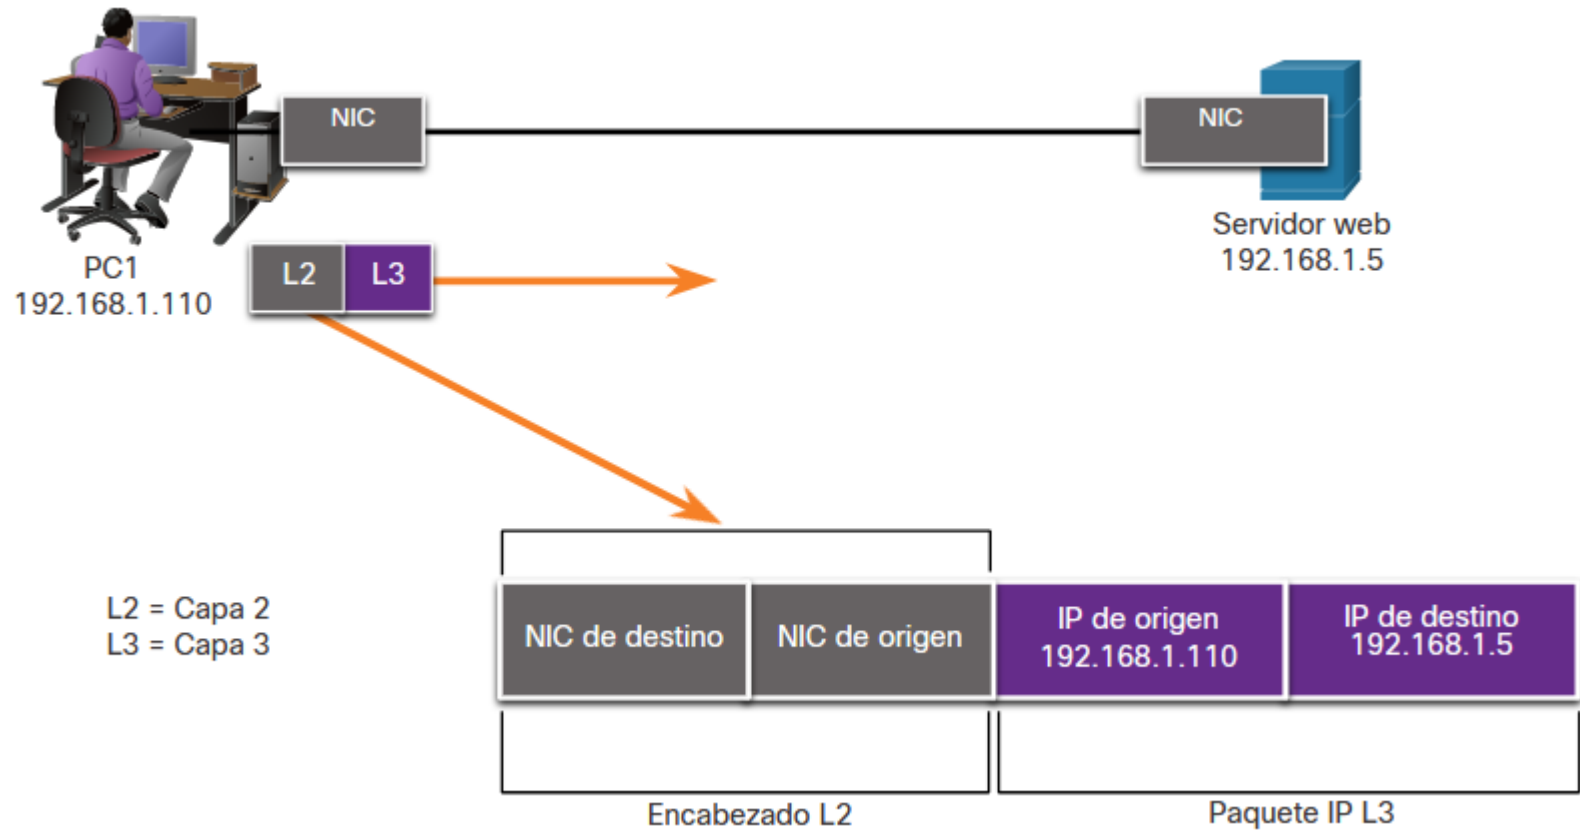 NIC
NIC
PC1
192.168.1.110
L2
L3
Servidor web
192.168.1.5
L2 = Capa 2
L3 = Capa 3
NIC de destino
NIC de origen
IP de origen
192.168.1.110
IP de destino
192.168.1.5
Encabezado L2
Paquete IP L3